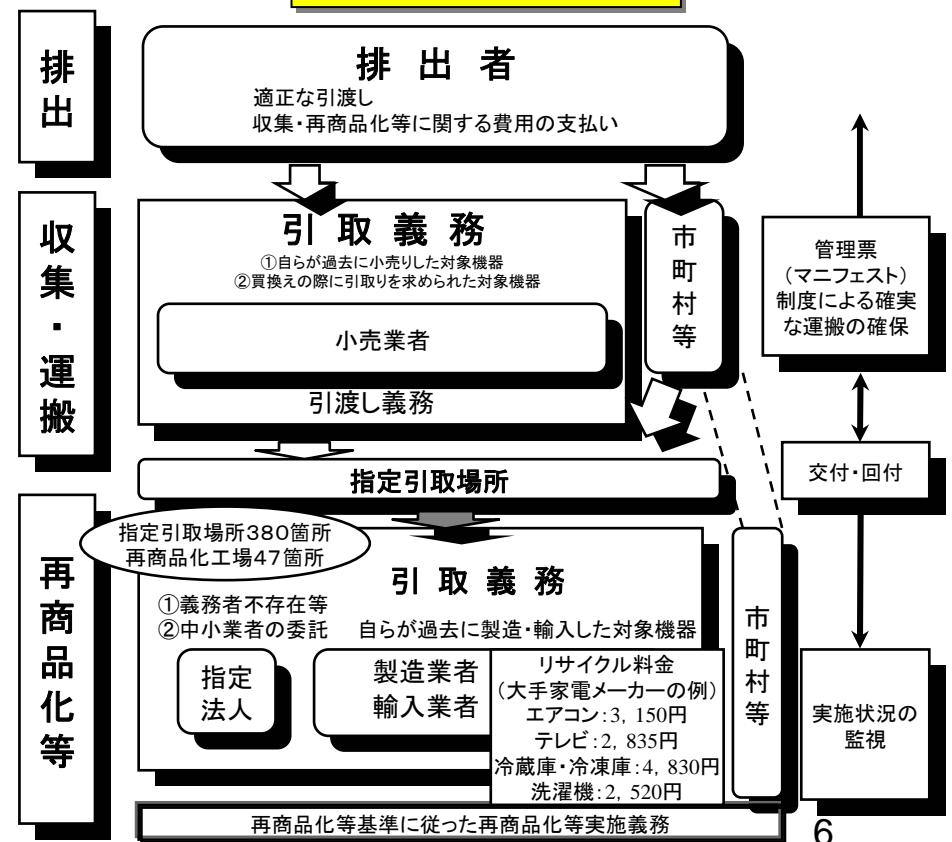 排出
排出者
適正な引渡し
収集・再商品化等に関する費用の支払い
収集・運搬
引取義務
①自らが過去に小売りした対象機器
②買換えの際に引取りを求められた対象機器
小売業者
引渡し義務
市町村等
管理票
(マニフェスト)
制度による確実
な運搬の確保
指定引取場所
交付・回付
再商品化等
指定引取場所380箇所
再商品化工場47箇所
引取義務
①義務者不存在等
②中小業者の委託
自らが過去に製造・輸入した対象機器
指定
法人
製造業者
輸入業者
リサイクル料金
(大手家電メーカーの例)
エアコン:3,150円
テレビ:2,835円
冷蔵庫・冷凍庫:4,830円
洗濯機:2,520円
市町村等
実施状況の
監視
再商品化等基準に従った再商品化等実施義務
6